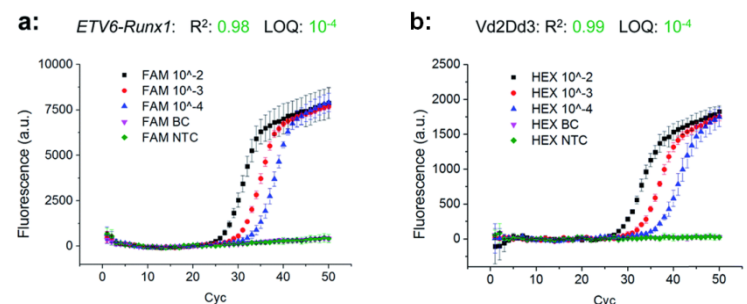 a: ETV6-Runx1: R²: 0.98 LOQ: 10⁻⁴
10000
7500
5000
2500
0
Fluorescence (a.u.)
FAM 10^-2
FAM 10^-3
FAM 10^-4
FAM BC
FAM NTC
0 10 20 30 40 50
Cyc
b: Vd2Dd3: R²: 0.99 LOQ: 10⁻⁴
2500
2000
1500
1000
500
0
Fluorescence (a.u.)
HEX 10^-2
HEX 10^-3
HEX 10^-4
HEX BC
HEX NTC
0 10 20 30 40 50
Cyc